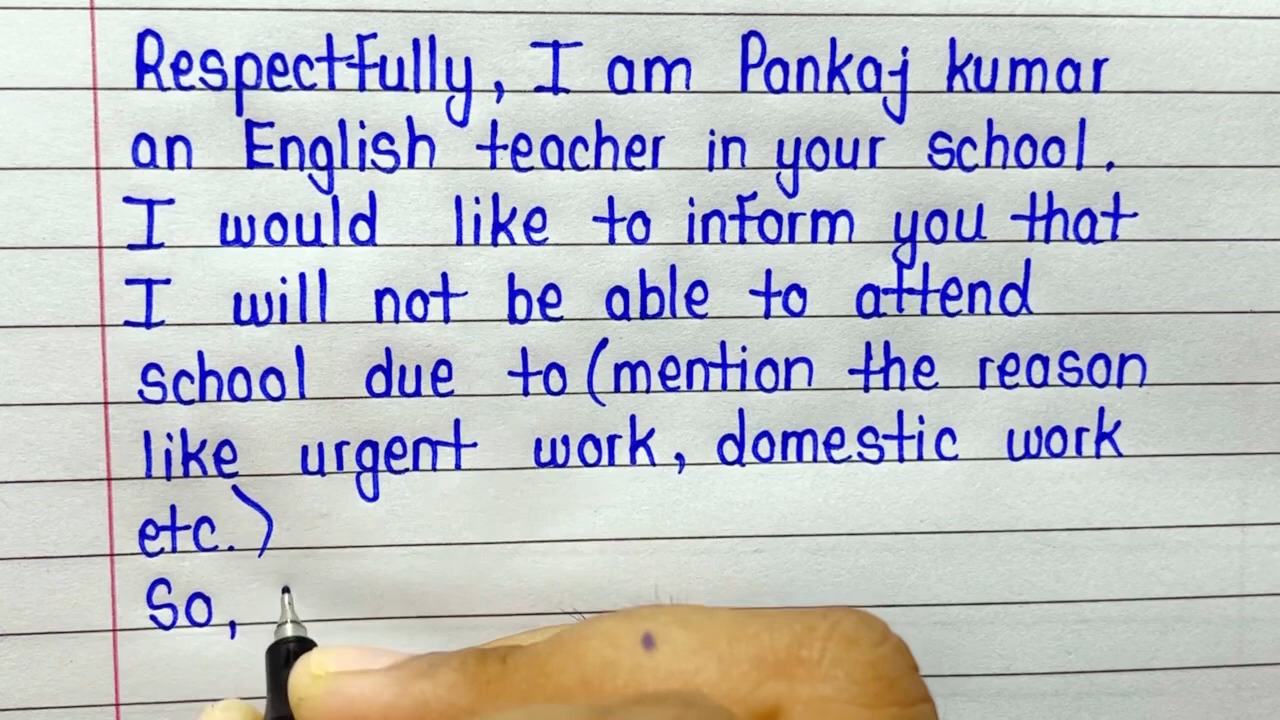 Respectfully, I am Pankaj kumar
an English teacher in your school.
I would like to inform you that
I will not be able to attend
school due to (mention the reason
like urgent work, domestic work
etc.)
So,